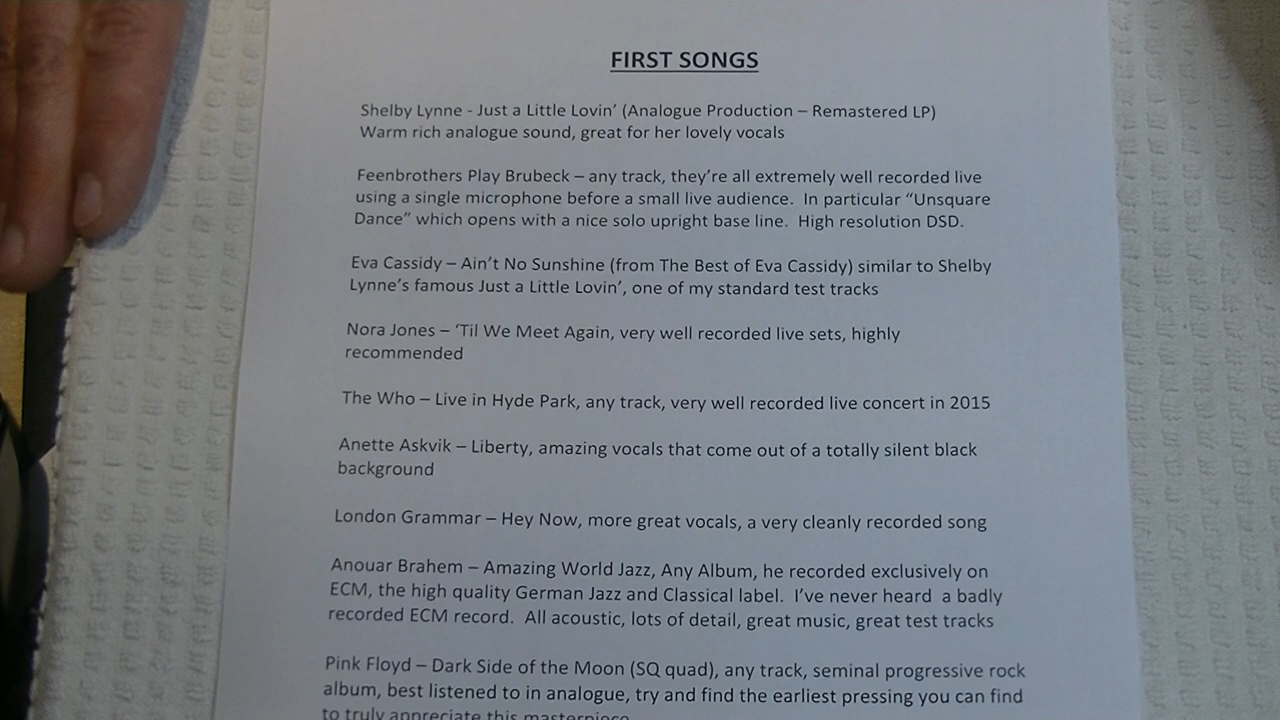 FIRST SONGS
Shelby Lynne - Just a Little Lovin' (Analogue Production – Remastered LP)
Warm rich analogue sound, great for her lovely vocals
Feenbrothers Play Brubeck – any track, they're all extremely well recorded live
using a single microphone before a small live audience.  In particular "Unsquare
Dance" which opens with a nice solo upright base line.  High resolution DSD.
Eva Cassidy – Ain't No Sunshine (from The Best of Eva Cassidy) similar to Shelby
Lynne's famous Just a Little Lovin', one of my standard test tracks
Nora Jones – 'Til We Meet Again, very well recorded live sets, highly
recommended
The Who – Live in Hyde Park, any track, very well recorded live concert in 2015
Anette Askvik – Liberty, amazing vocals that come out of a totally silent black
background
London Grammar – Hey Now, more great vocals, a very cleanly recorded song
Anouar Brahem – Amazing World Jazz, Any Album, he recorded exclusively on
ECM, the high quality German Jazz and Classical label.  I've never heard  a badly
recorded ECM record.  All acoustic, lots of detail, great music, great test tracks
Pink Floyd – Dark Side of the Moon (SQ quad), any track, seminal progressive rock
album, best listened to in analogue, try and find the earliest pressing you can find
to truly appreciate this masterpiece